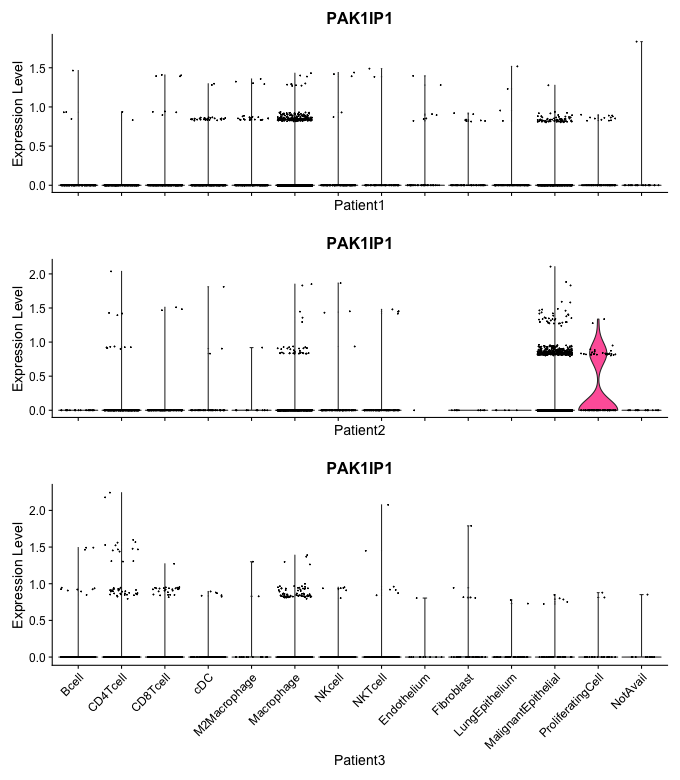 PAK1IP1
Expression Level
1.5
1.0
0.5
0.0
Patient1
PAK1IP1
Expression Level
2.0
1.5
1.0
0.5
0.0
Patient2
PAK1IP1
Expression Level
2.0
1.5
1.0
0.5
0.0
Bcell
CD4Tcell
CD8Tcell
cDC
M2Macrophage
Macrophage
NKcell
NKTcell
Endothelium
Fibroblast
LungEpithelium
MalignantEpithelial
ProliferatingCell
NotAvail
Patient3